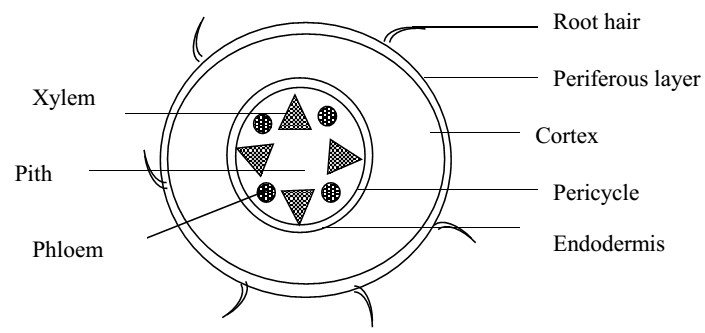 Root hair
Periferous layer
Xylem
Cortex
Pith
Pericycle
Phloem
Endodermis